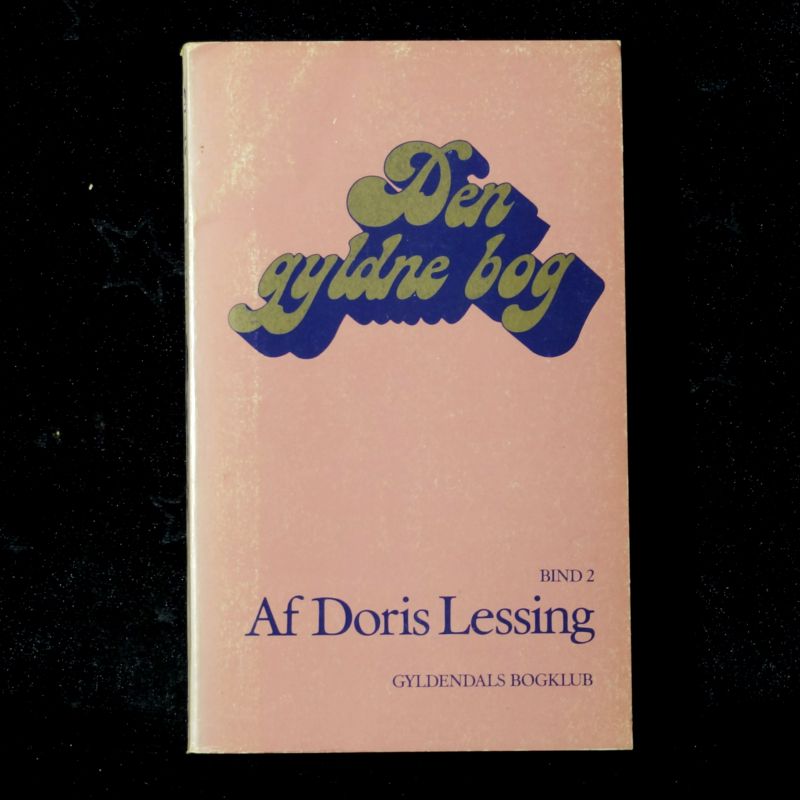 Den
gyldne bog
BIND 2
Af Doris Lessing
GYLDENDALS BOGKLUB